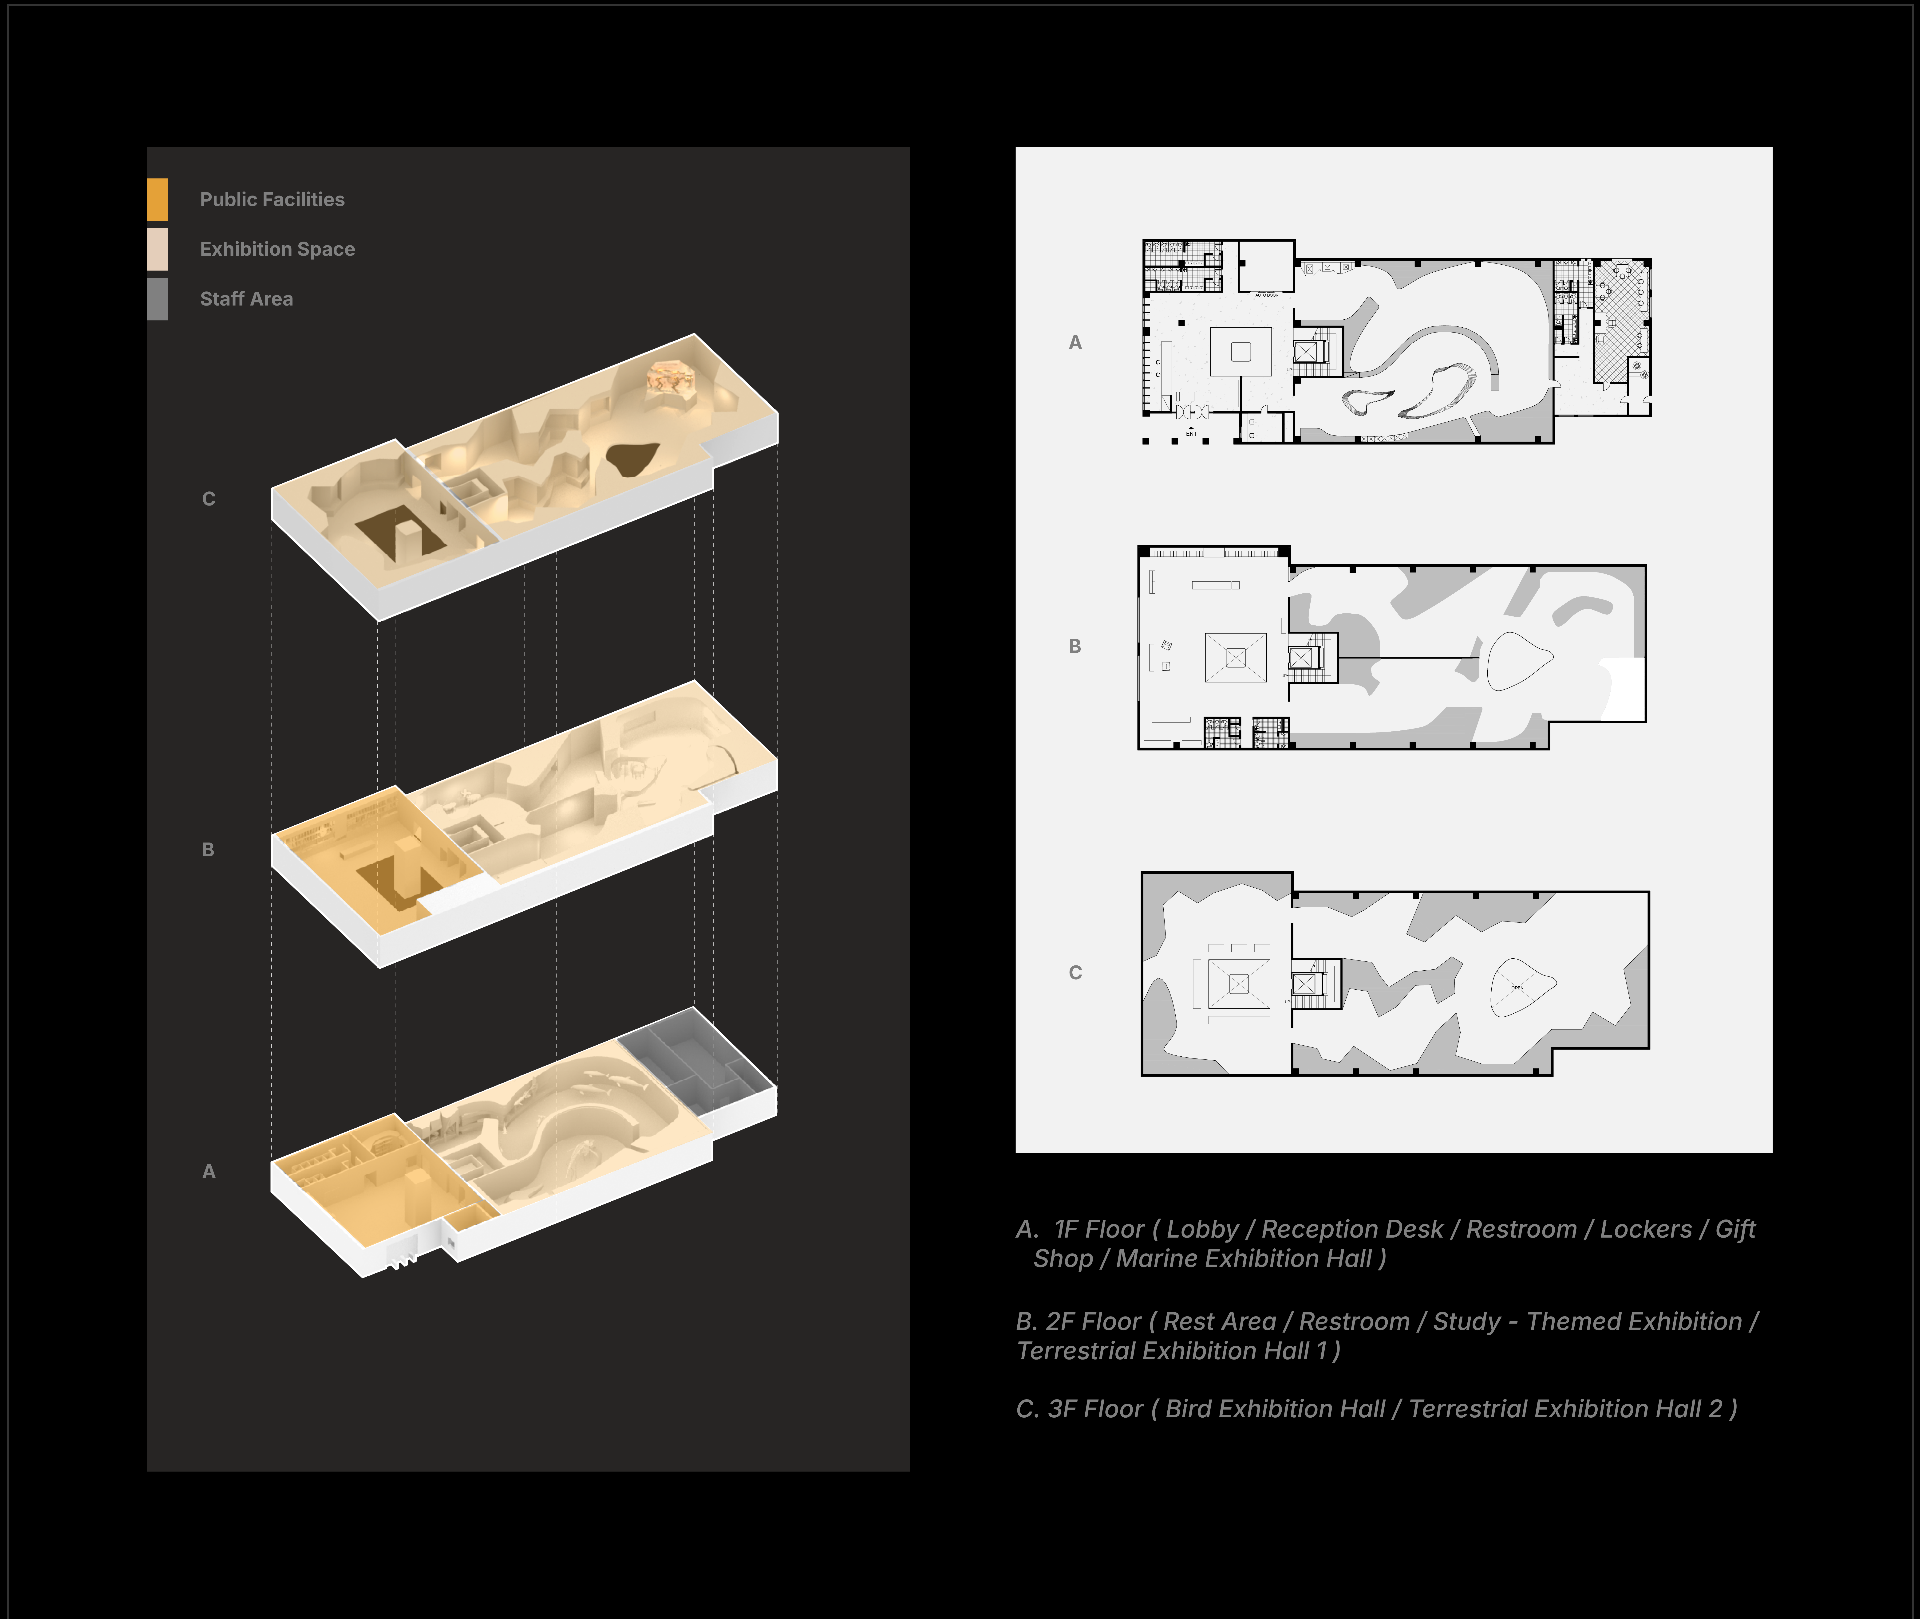 Public Facilities
Exhibition Space
Staff Area
C
B
A
A
ENT
B
C
OPEN
A. 1F Floor ( Lobby / Reception Desk / Restroom / Lockers / Gift
Shop / Marine Exhibition Hall )
B. 2F Floor ( Rest Area / Restroom / Study - Themed Exhibition /
Terrestrial Exhibition Hall 1 )
C. 3F Floor ( Bird Exhibition Hall / Terrestrial Exhibition Hall 2 )